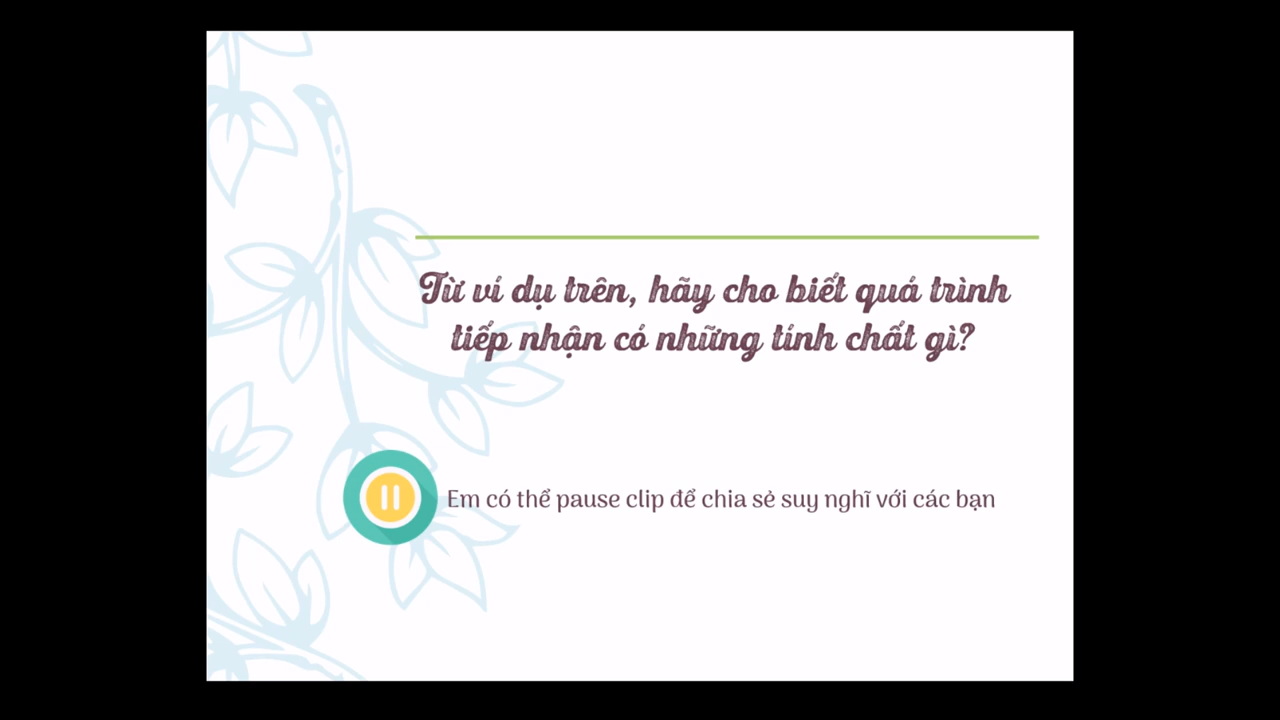 Từ ví dụ trên, hãy cho biết quá trình
tiếp nhận có những tính chất gì?
Em có thể pause clip để chia sẻ suy nghĩ với các bạn